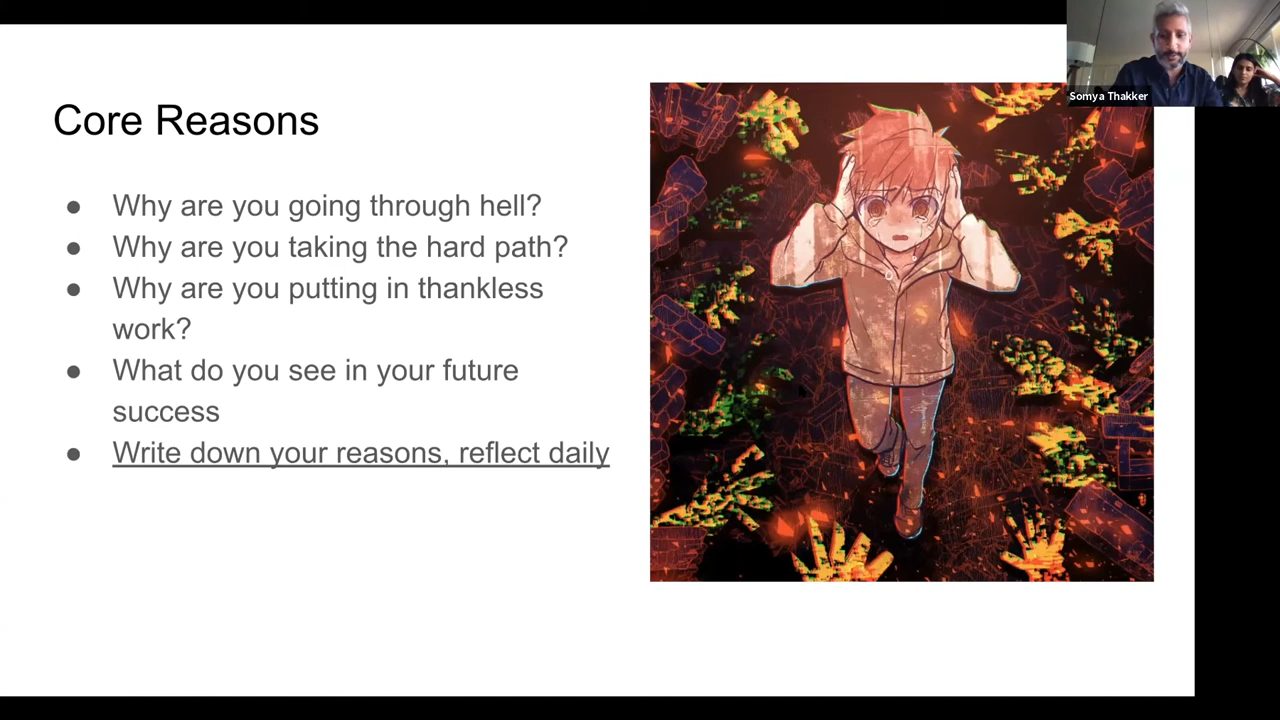 Core Reasons
● Why are you going through hell?
● Why are you taking the hard path?
● Why are you putting in thankless
work?
● What do you see in your future
success
● Write down your reasons, reflect daily
Somya Thakker